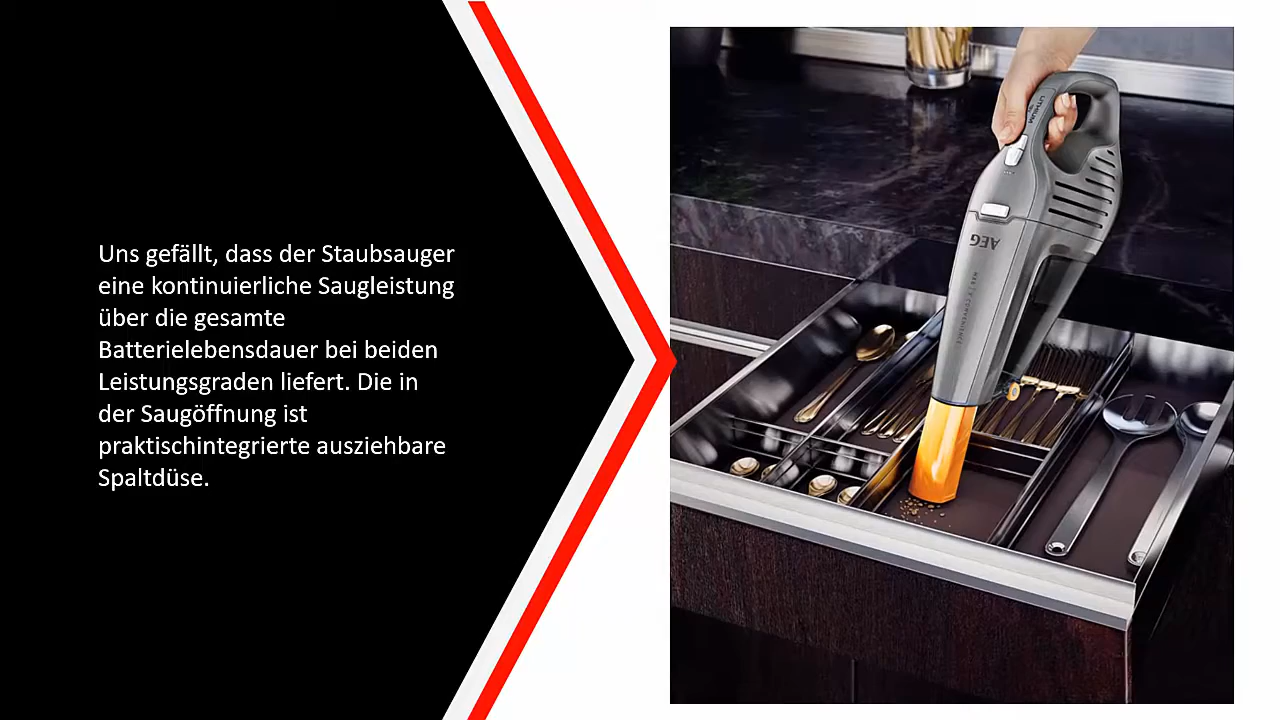 Uns gefällt, dass der Staubsauger
eine kontinuierliche Saugleistung
über die gesamte
Batterielebensdauer bei beiden
Leistungsgraden liefert. Die in
der Saugöffnung ist
praktischintegrierte ausziehbare
Spaltdüse.
LITHIUM
AEG